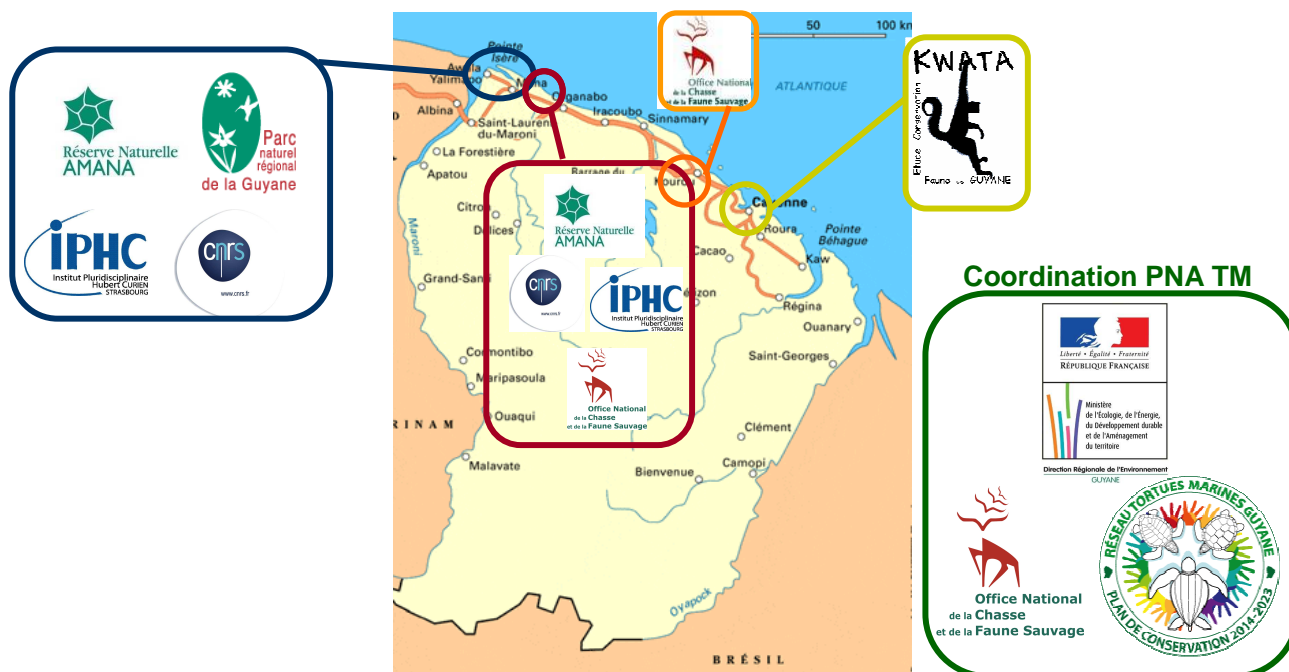 Réserve Naturelle
AMANA
Parc
naturel
régional
de la Guyane
iPHC
Institut Pluridisciplinaire
Hubert CURIEN
STRASBOURG
cnrs
www.cnrs.fr
Pointe
Isère
Awala
Yalimapo
Mana
Organabo
Albina
Iracoubo
Sinnamary
Saint-Laurent
du-Maroni
La Forestière
Apatou
Barrage du
Kourou
Cayenne
Citron
Délices
Roura
Pointe
Béhague
Cacao
Kaw
Maroni
Grand-Santi
Régina
Ouanary
Saint-Georges
Cormontibo
Maripasoula
Ouaqui
RINAM
Clément
Malavate
Bienvenue
Camopi
Oyapock
BRÉSIL
50
100 km
ATLANTIQUE
Office National
de la Chasse
et de la Faune Sauvage
KWATA
Réserve Naturelle
AMANA
cnrs
www.cnrs.fr
iPHC
Institut Pluridisciplinaire
Hubert CURIEN
STRASBOURG
Office National
de la Chasse
et de la Faune Sauvage
Coordination PNA TM
Liberté • Égalité • Fraternité
RÉPUBLIQUE FRANÇAISE
Ministère
de l'Écologie, de l'Énergie,
du Développement durable
et de l'Aménagement
du territoire
Direction Régionale de l'Environnement
GUYANE
Office National
de la Chasse
et de la Faune Sauvage
RÉSEAU TORTUES MARINES GUYANE
PLAN DE CONSERVATION 2014-2023